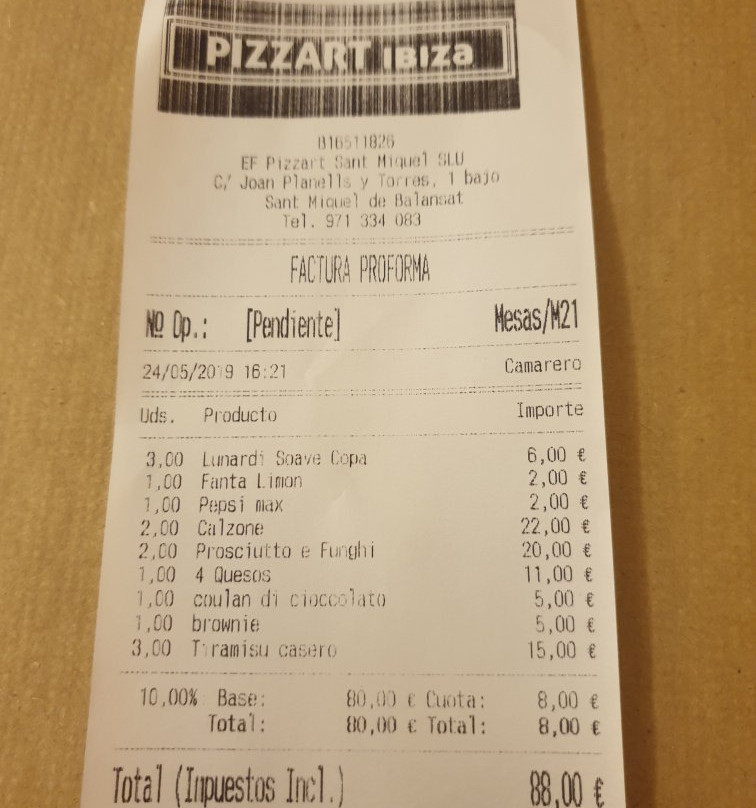 PIZZART IBIZa
B16511826
EF Pizzart Sant Miquel SLU
C/ Joan Planells y Torres, 1 bajo
Sant Miquel de Balansat
Tel. 971 334 083
FACTURA PROFORMA
Nº Op.: [Pendiente] Mesas/M21
24/05/2019 16:21 Camarero
Uds. Producto Importe
3,00 Lunardi Soave Copa 6,00 €
1,00 Fanta Limon 2,00 €
1,00 Pepsi max 2,00 €
2,00 Calzone 22,00 €
2,00 Prosciutto e Funghi 20,00 €
1,00 4 Quesos 11,00 €
1,00 coulan di cioccolato 5,00 €
1,00 brownie 5,00 €
3,00 Tiramisu casero 15,00 €
10,00% Base: 80,00 € Cuota: 8,00 €
Total: 80,00 € Total: 8,00 €
Total (Inpuestos Incl.) 88,00 €